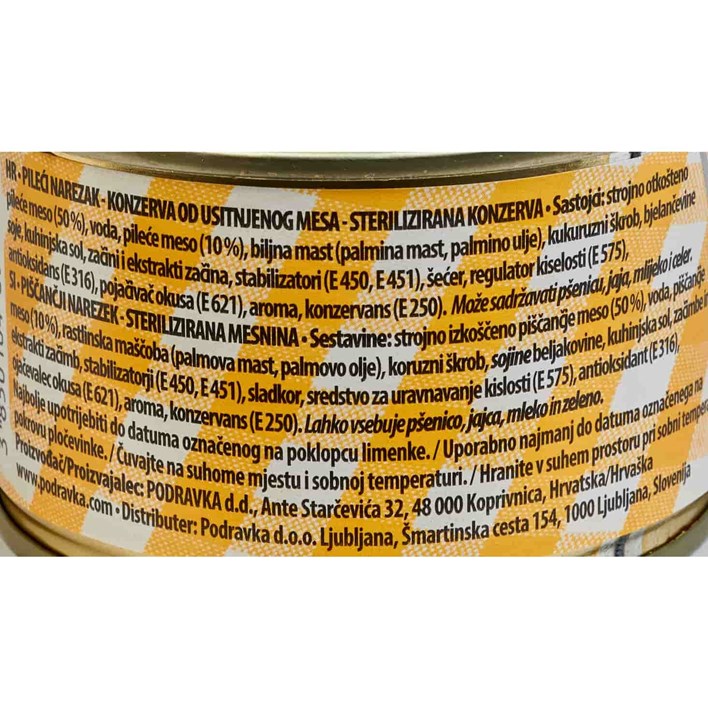 HR • PILEĆI NAREZAK - KONZERVA OD USITNJENOG MESA - STERILIZIRANA KONZERVA • Sastojci: strojno otkošteno
pileće meso (50%), voda, pileće meso (10%), biljna mast (palmina mast, palmino ulje), kukuruzni škrob, bjelančevine
soje, kuhinjska sol, začini i ekstrakti začina, stabilizatori (E 450, E 451), šećer, regulator kiselosti (E 575),
antioksidans (E 316), pojačivač okusa (E 621), aroma, konzervans (E 250). Može sadržavati pšenicu, jaja, mlijeko i celer.
SI • PIŠČANČJI NAREZEK - STERILIZIRANA MESNINA • Sestavine: strojno izkoščeno piščančje meso (50%), voda, piščančje
meso (10%), rastlinska maščoba (palmova mast, palmovo olje), koruzni škrob, sojine beljakovine, kuhinjska sol, začimbe in
ekstrakti začimb, stabilizatorji (E 450, E 451), sladkor, sredstvo za uravnavanje kislosti (E 575), antioksidant (E 316),
ojačevalec okusa (E 621), aroma, konzervans (E 250). Lahko vsebuje pšenico, jajca, mleko in zeleno.
Najbolje upotrijebiti do datuma označenog na poklopcu limenke. / Uporabno najmanj do datuma označenega na
pokrovu pločevinke. / Čuvajte na suhome mjestu i sobnoj temperaturi. / Hranite v suhem prostoru pri sobni
Proizvođač/Proizvajalec: PODRAVKA d.d., Ante Starčevića 32, 48 000 Koprivnica, Hrvatska/Hrvaška
www.podravka.com • Distributer: Podravka d.o.o. Ljubljana, Šmartinska cesta 154, 1000 Ljubljana, Slovenija